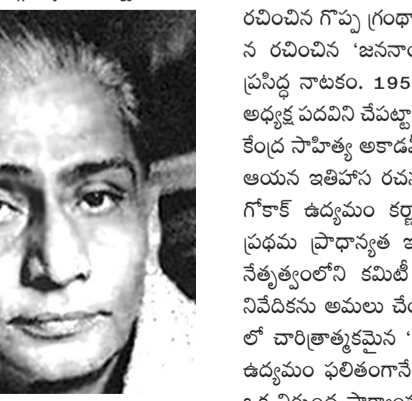 రచించిన గొప్ప గ్రంథా
న రచించిన ‘జననాం
ప్రసిద్ధ నాటకం. 195
అధ్యక్ష పదవిని చేపట్టా
కేంద్ర సాహిత్య అకాడమీ
ఆయన ఇతిహాస రచన
గోకాక్ ఉద్యమం కర్ణా
ప్రథమ ప్రాధాన్యత ఇ
నేతృత్వంలోని కమిటీ
నివేదికను అమలు చేం
లో చారిత్రాత్మకమైన ‘
ఉద్యమం ఫలితంగానే